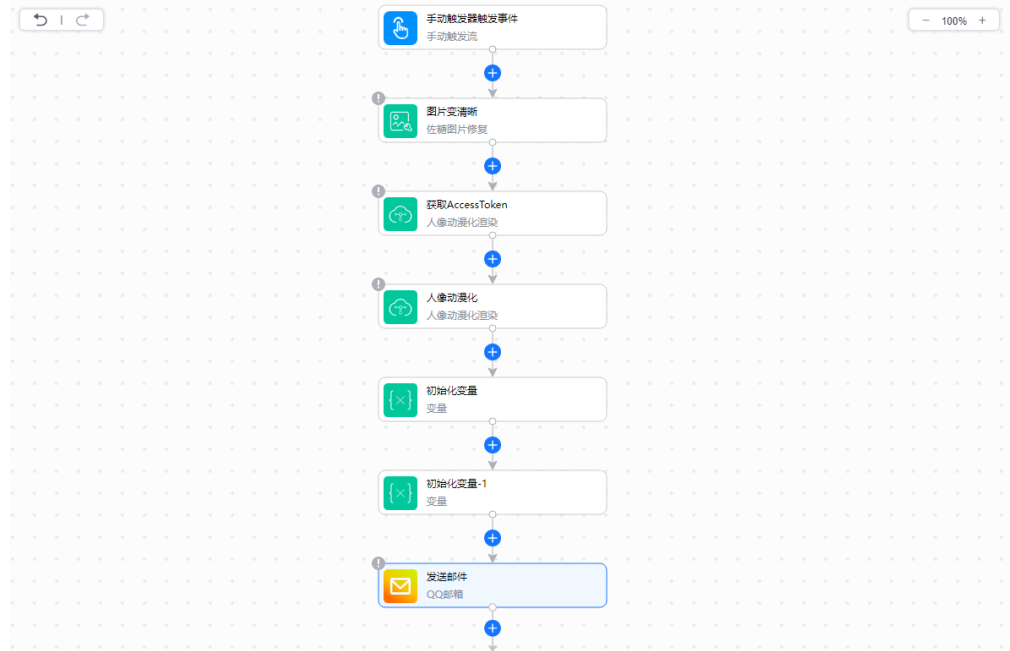 100%
手动触发器触发事件
手动触发流
图片变清晰
佐糖图片修复
获取AccessToken
人像动漫化渲染
人像动漫化
人像动漫化渲染
初始化变量
变量
初始化变量-1
变量
发送邮件
QQ邮箱